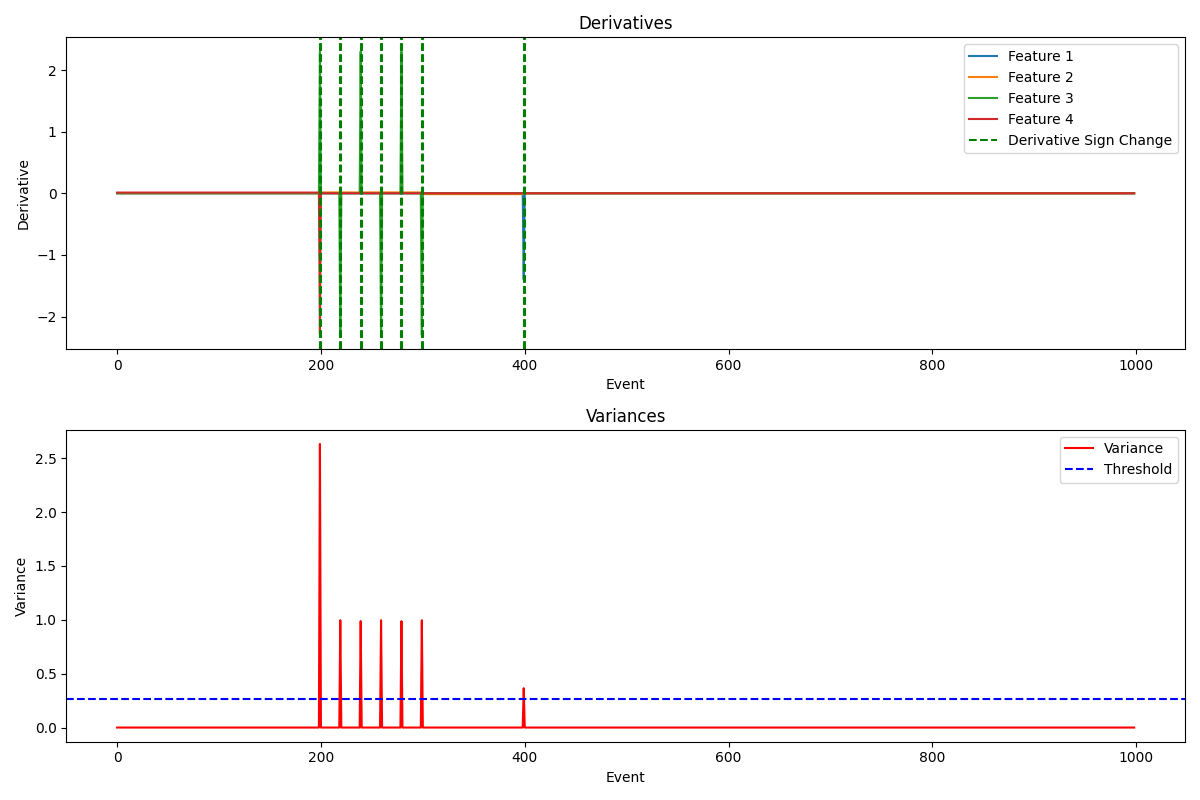 Derivatives
Derivative
2
1
0
−1
−2
Feature 1
Feature 2
Feature 3
Feature 4
Derivative Sign Change
0 200 400 600 800 1000
Event
Variances
Variance
2.5
2.0
1.5
1.0
0.5
0.0
Variance
Threshold
0 200 400 600 800 1000
Event